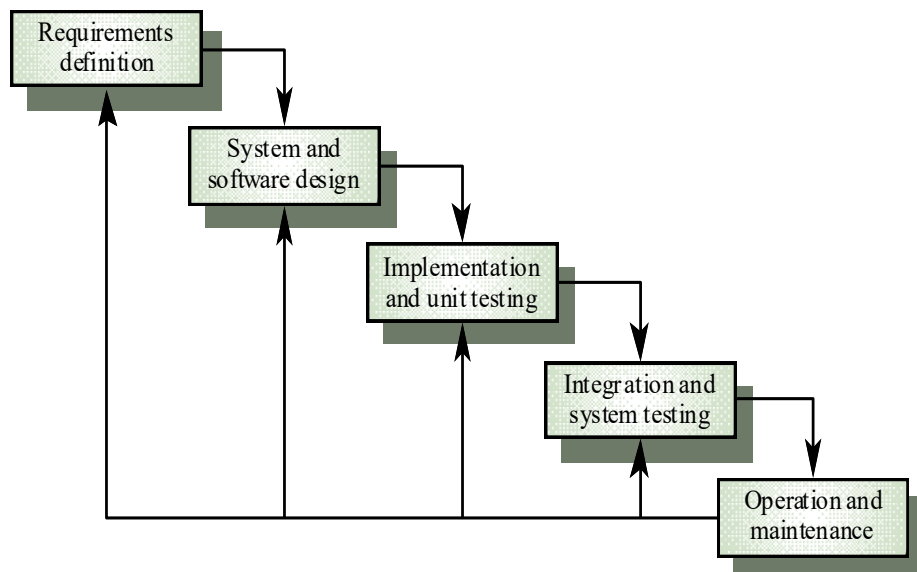 Requirements
definition
System and
software design
Implementation
and unit testing
Integration and
system testing
Operation and
maintenance